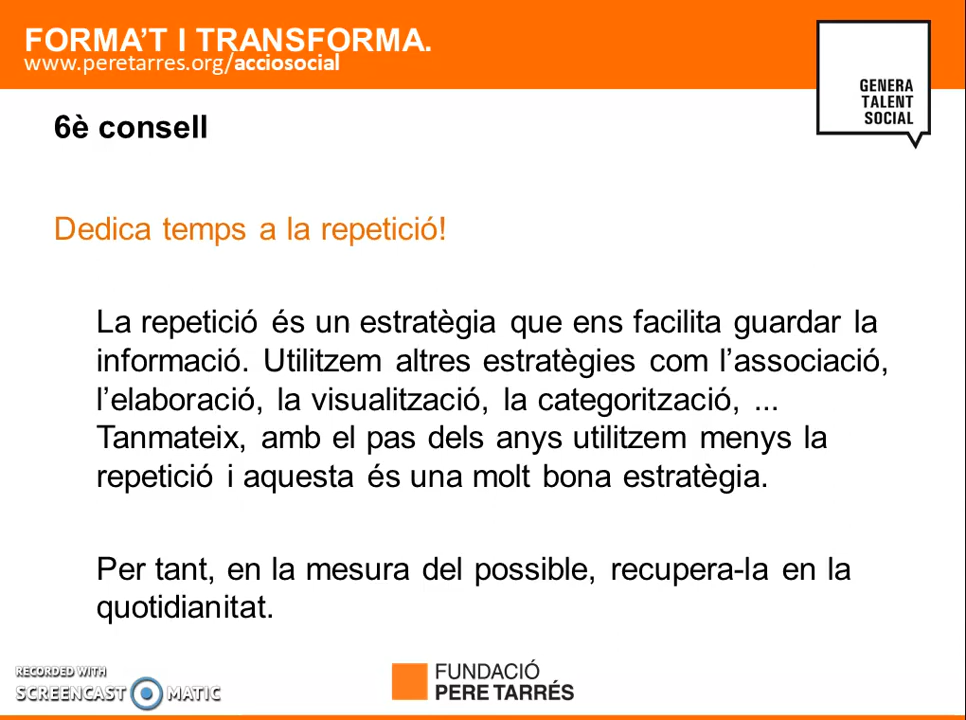 FORMA’T I TRANSFORMA.
www.peretarres.org/acciosocial
GENERA
TALENT
SOCIAL
6è consell
Dedica temps a la repetició!
La repetició és un estratègia que ens facilita guardar la
informació. Utilitzem altres estratègies com l’associació,
l’elaboració, la visualització, la categorització, ...
Tanmateix, amb el pas dels anys utilitzem menys la
repetició i aquesta és una molt bona estratègia.
Per tant, en la mesura del possible, recupera-la en la
quotidianitat.
RECORDED WITH
SCREENCAST MATIC
FUNDACIÓ
PERE TARRÉS